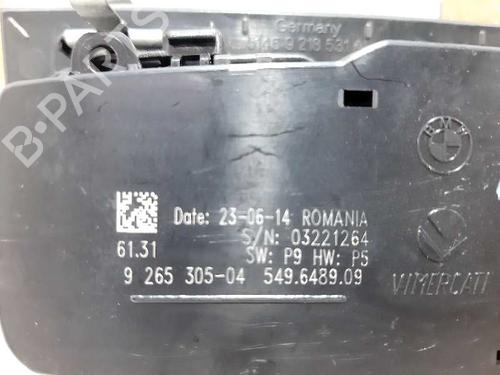 Germany
BMW
Date: 23-06-14 ROMANIA
S/N: 03221264
61.31
SW: P9 HW: P5
9 265 305-04 549.6489.09
VIMERCATI
B-PARTS